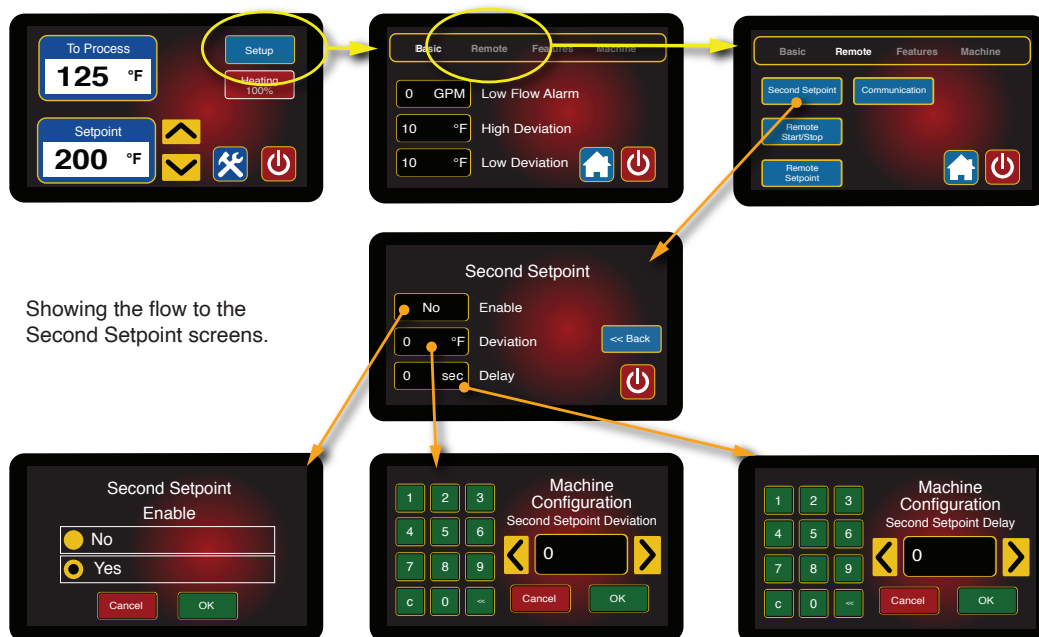 To Process
125 °F
Setup
Heating
100%
Setpoint
200 °F
Basic Remote Features Machine
0 GPM Low Flow Alarm
10 °F High Deviation
10 °F Low Deviation
Basic Remote Features Machine
Second Setpoint Communication
Remote
Start/Stop
Remote
Setpoint
Showing the flow to the
Second Setpoint screens.
Second Setpoint
No Enable
0 °F Deviation
<< Back
0 sec Delay
Second Setpoint
Enable
No
Yes
Cancel OK
Machine
Configuration
Second Setpoint Deviation
1 2 3
4 5 6
7 8 9
c 0 <<
0
Cancel OK
Machine
Configuration
Second Setpoint Delay
1 2 3
4 5 6
7 8 9
c 0 <<
0
Cancel OK